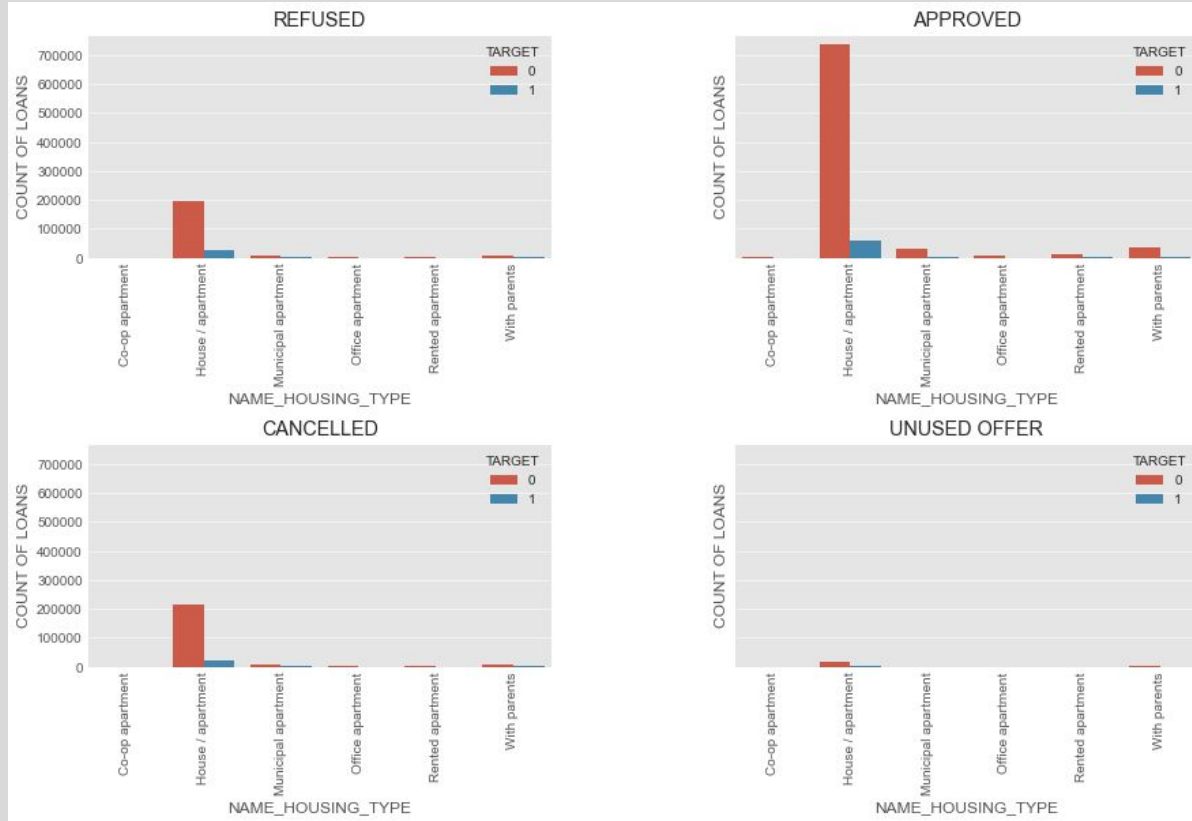 REFUSED
TARGET
0
1
700000
600000
500000
400000
300000
200000
100000
0
COUNT OF LOANS
Co-op apartment
House / apartment
Municipal apartment
Office apartment
Rented apartment
With parents
NAME_HOUSING_TYPE
APPROVED
TARGET
0
1
COUNT OF LOANS
Co-op apartment
House / apartment
Municipal apartment
Office apartment
Rented apartment
With parents
NAME_HOUSING_TYPE
CANCELLED
TARGET
0
1
700000
600000
500000
400000
300000
200000
100000
0
COUNT OF LOANS
Co-op apartment
House / apartment
Municipal apartment
Office apartment
Rented apartment
With parents
NAME_HOUSING_TYPE
UNUSED OFFER
TARGET
0
1
COUNT OF LOANS
Co-op apartment
House / apartment
Municipal apartment
Office apartment
Rented apartment
With parents
NAME_HOUSING_TYPE